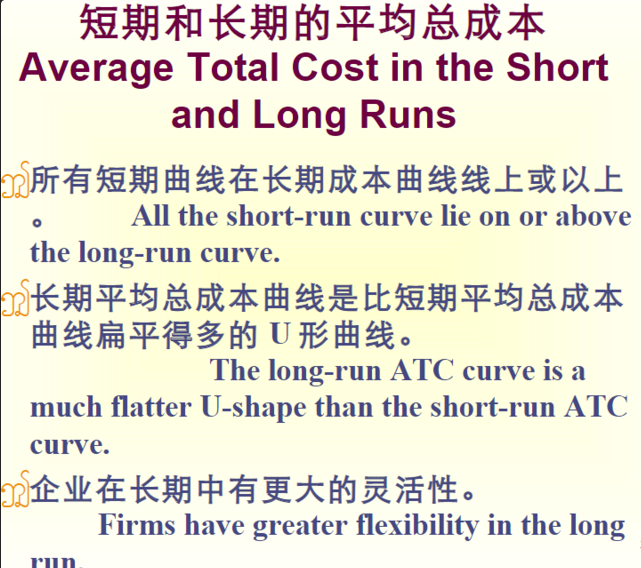 短期和长期的平均总成本
Average Total Cost in the Short
and Long Runs
所有短期曲线在长期成本曲线线上或以上
。 All the short-run curve lie on or above
the long-run curve.
长期平均总成本曲线是比短期平均总成本
曲线扁平得多的 U 形曲线。
The long-run ATC curve is a
much flatter U-shape than the short-run ATC
curve.
企业在长期中有更大的灵活性。
Firms have greater flexibility in the long
run.